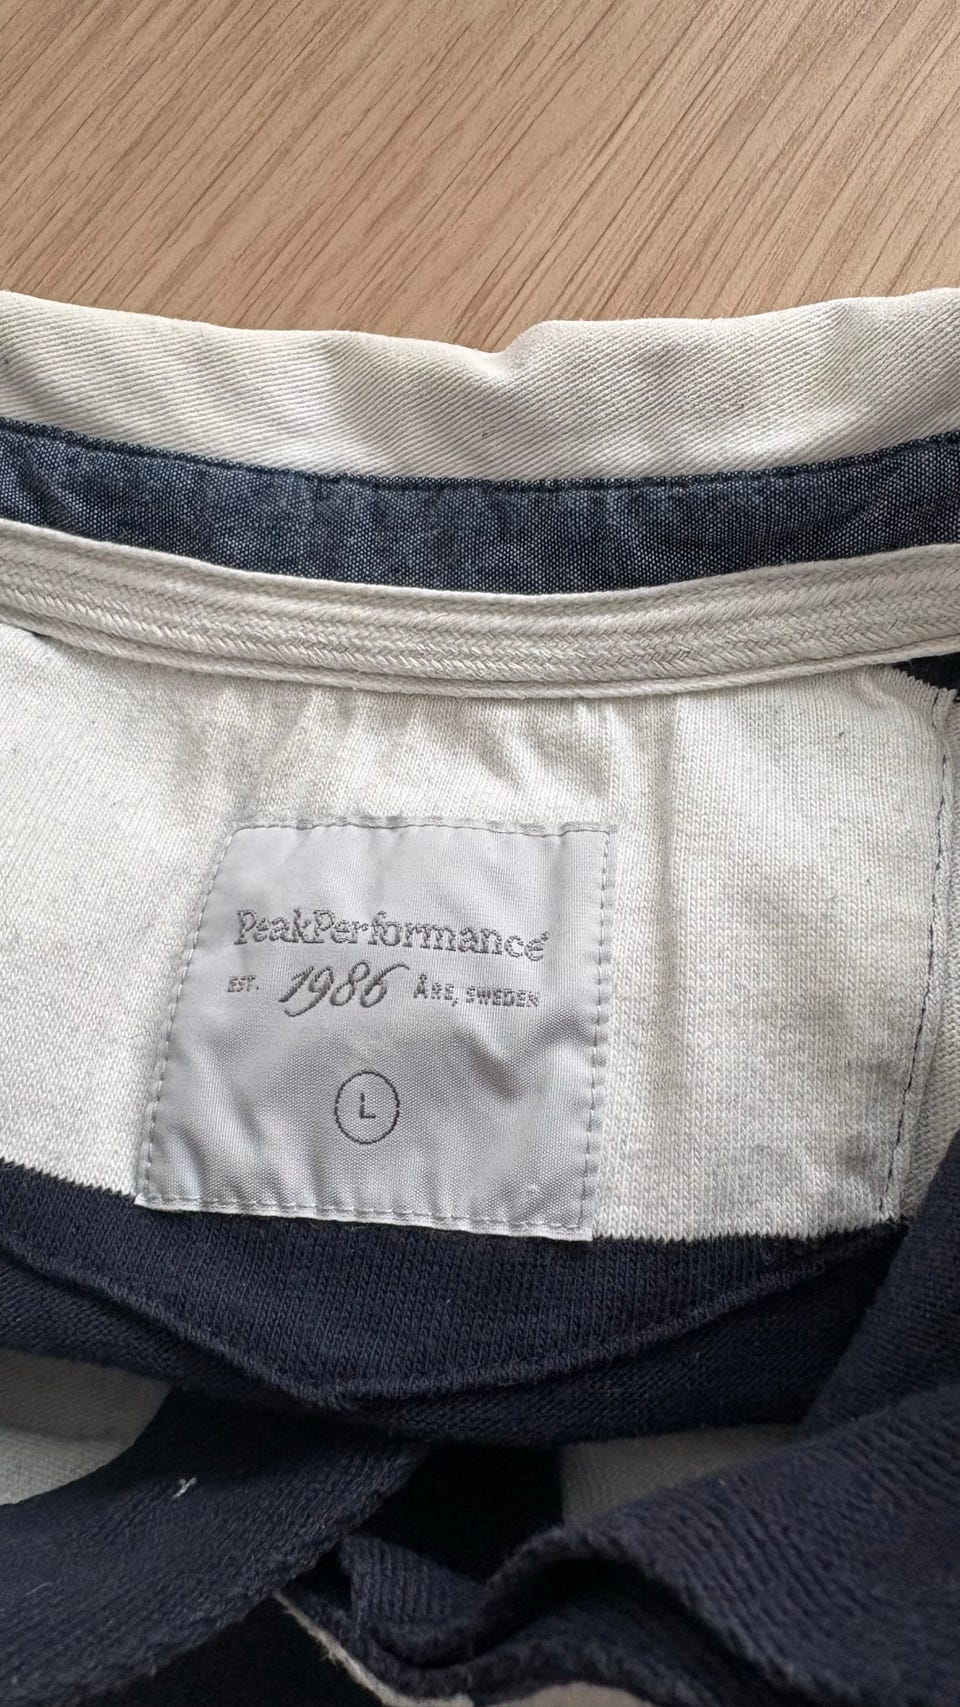 PeakPerformance
EST. 1986 ÅRE, SWEDEN
L